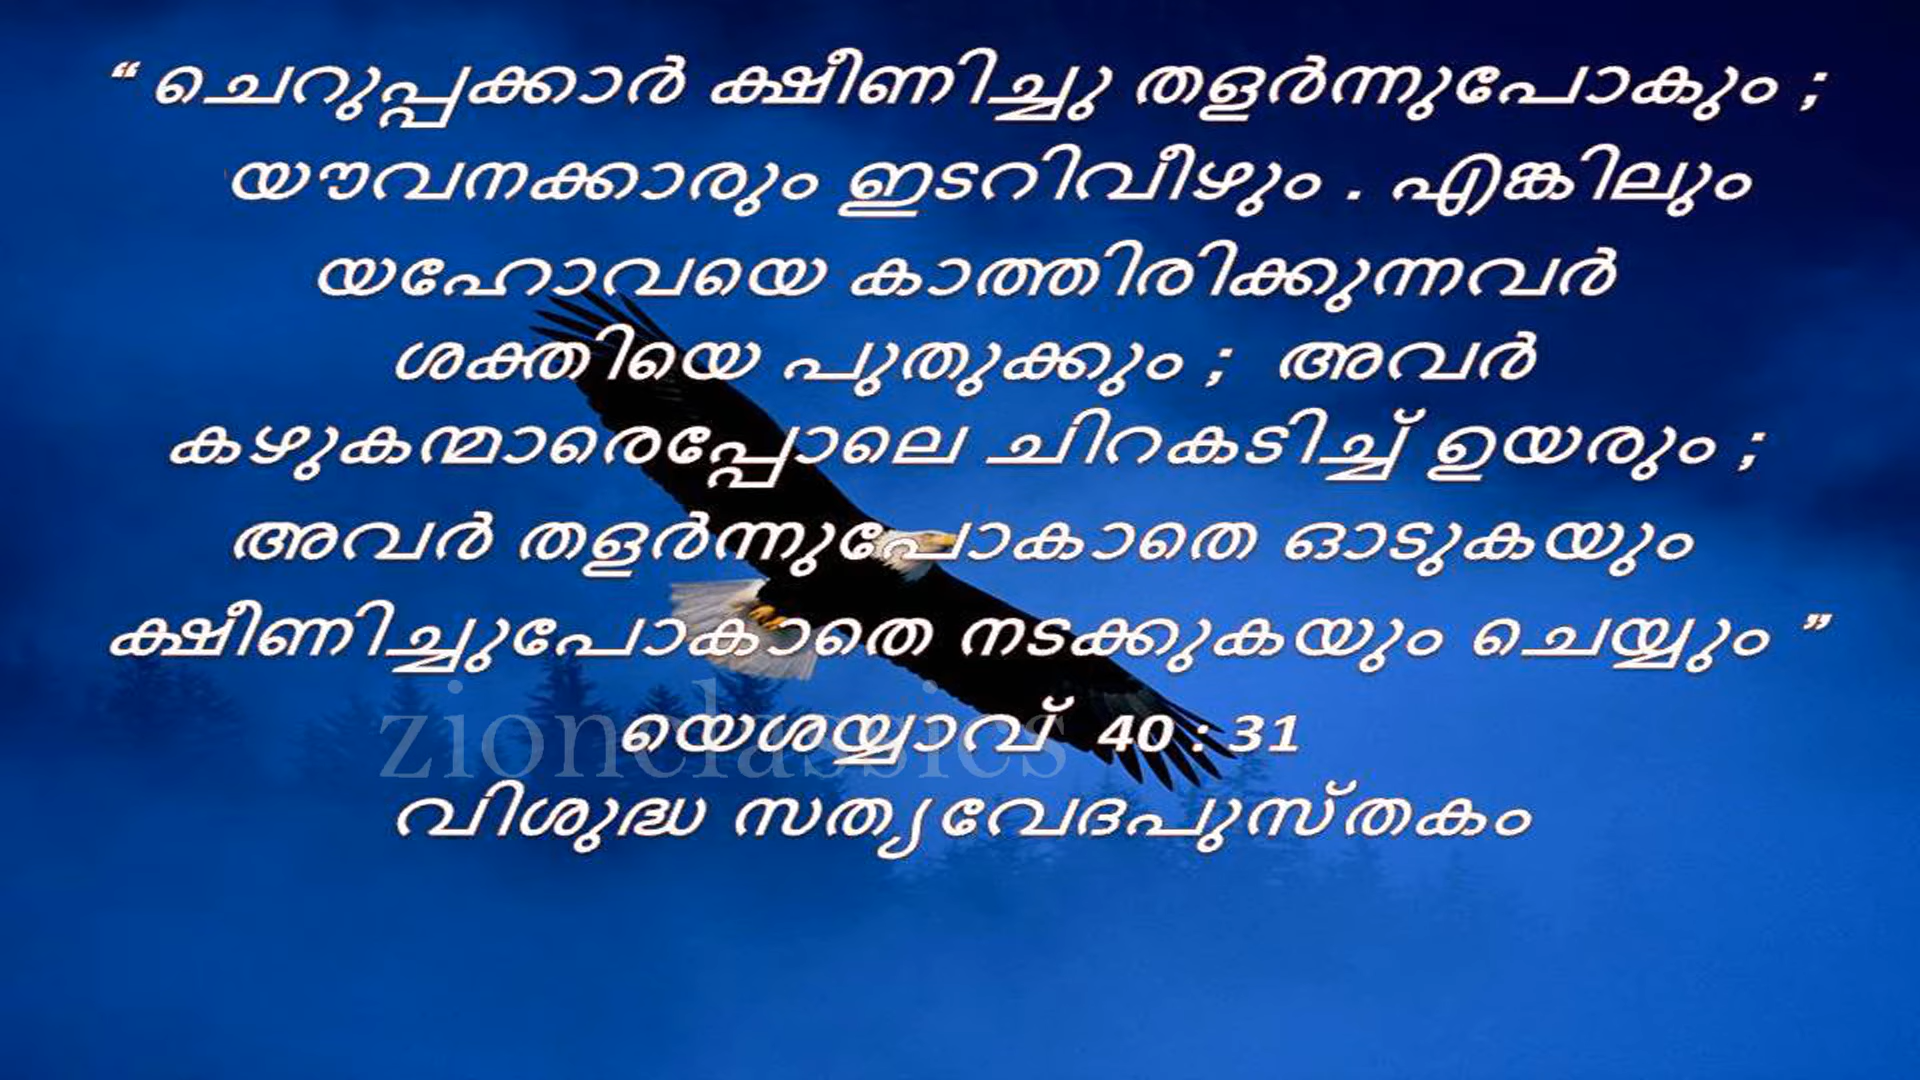 “ ചെറുപ്പക്കാർ ക്ഷീണിച്ചു തളർന്നുപോകും ;
യൗവനക്കാരും ഇടറിവീഴും . എങ്കിലും
യഹോവയെ കാത്തിരിക്കുന്നവർ
ശക്തിയെ പുതുക്കും ; അവർ
കഴുകന്മാരെപ്പോലെ ചിറകടിച്ച് ഉയരും ;
അവർ തളർന്നുപോകാതെ ഓടുകയും
ക്ഷീണിച്ചുപോകാതെ നടക്കുകയും ചെയ്യും ”
യെശയ്യാവ് 40 : 31
zionclassics
വിശുദ്ധ സത്യവേദപുസ്തകം